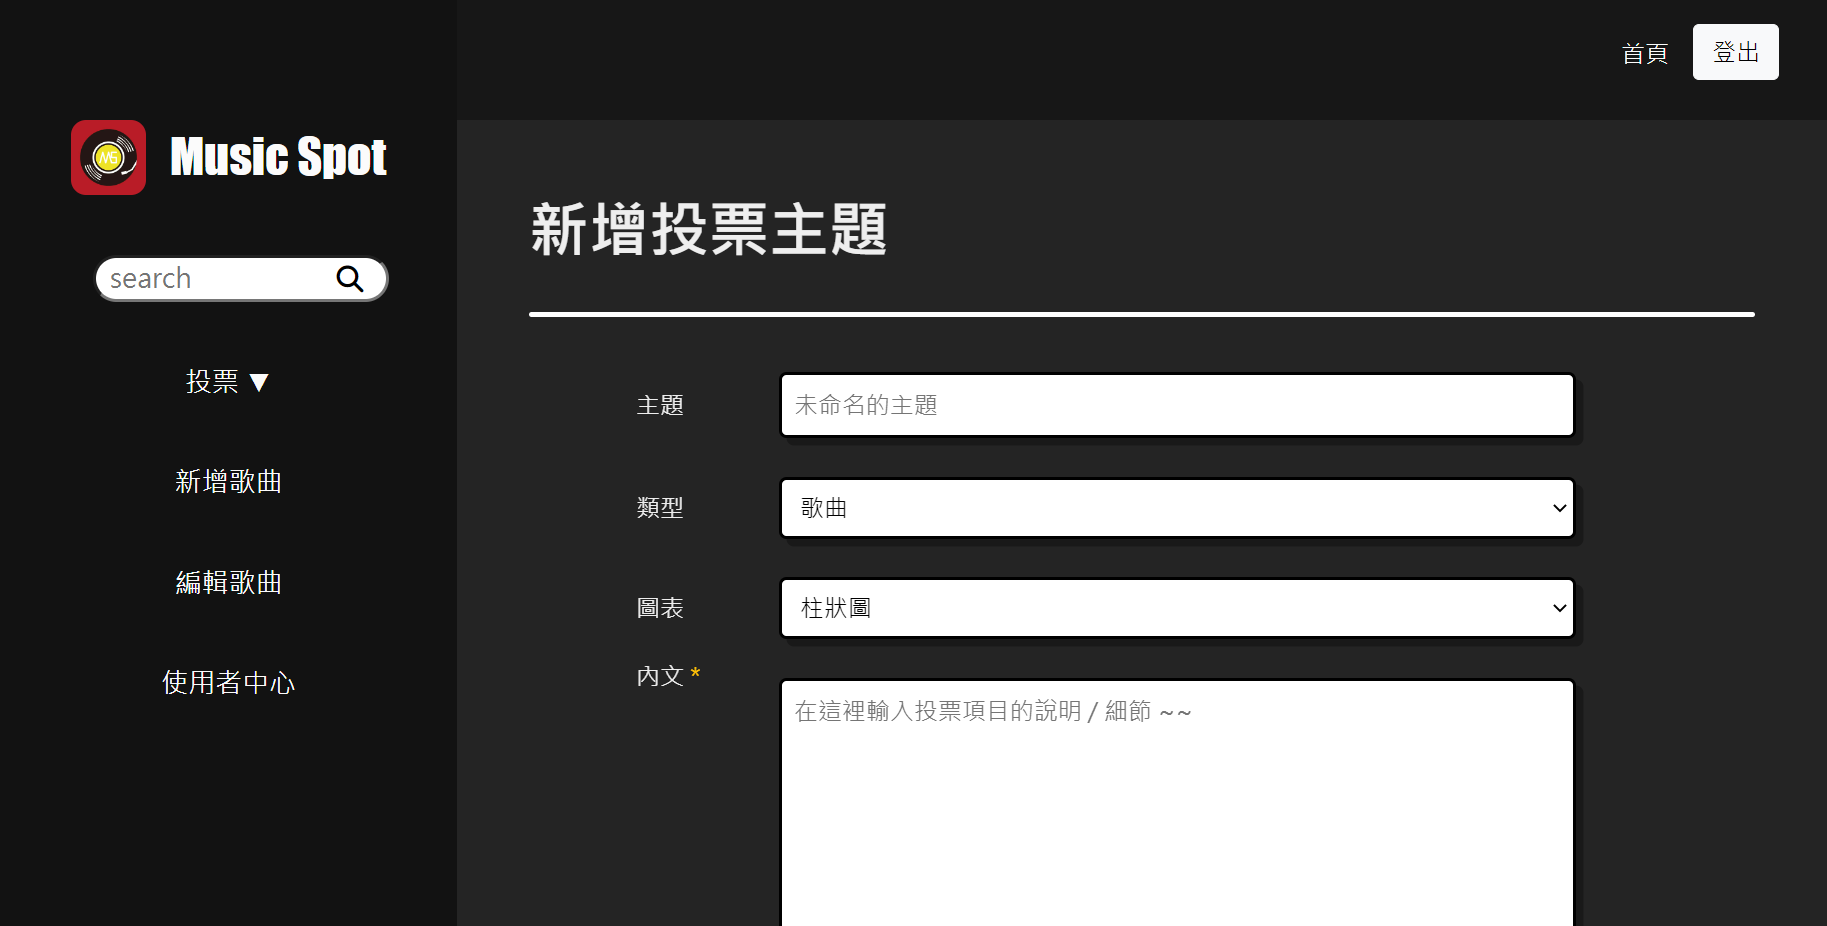 首頁
登出
MS
Music Spot
search
投票 ▼
新增歌曲
編輯歌曲
使用者中心
新增投票主題
主題
未命名的主題
類型
歌曲
圖表
柱狀圖
內文 *
在這裡輸入投票項目的說明 / 細節 ~~